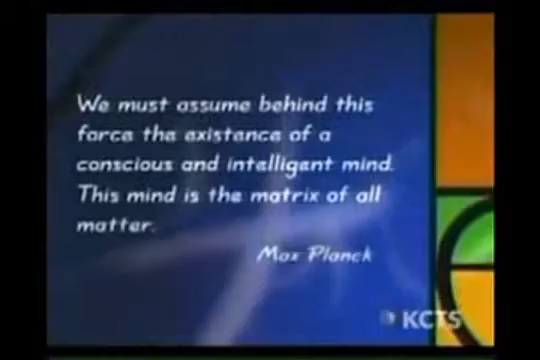 We must assume behind this
force the existence of a
conscious and intelligent mind.
This mind is the matrix of all
matter.
Max Planck
KCTS